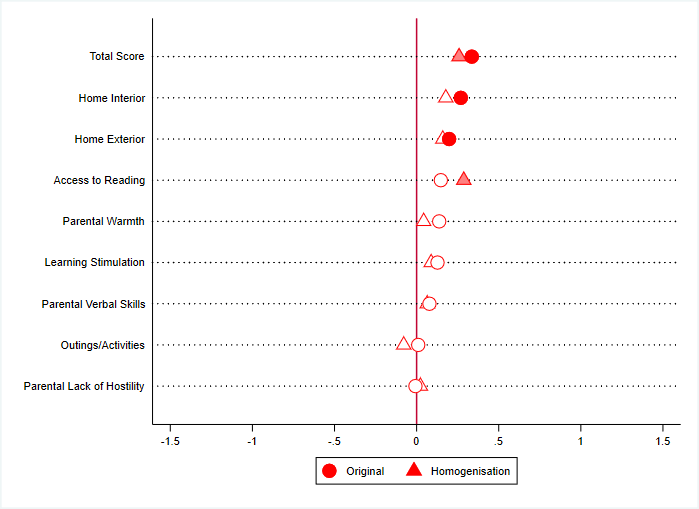 Total Score
Home Interior
Home Exterior
Access to Reading
Parental Warmth
Learning Stimulation
Parental Verbal Skills
Outings/Activities
Parental Lack of Hostility
-1.5 -1 -.5 0 .5 1 1.5
Original Homogenisation